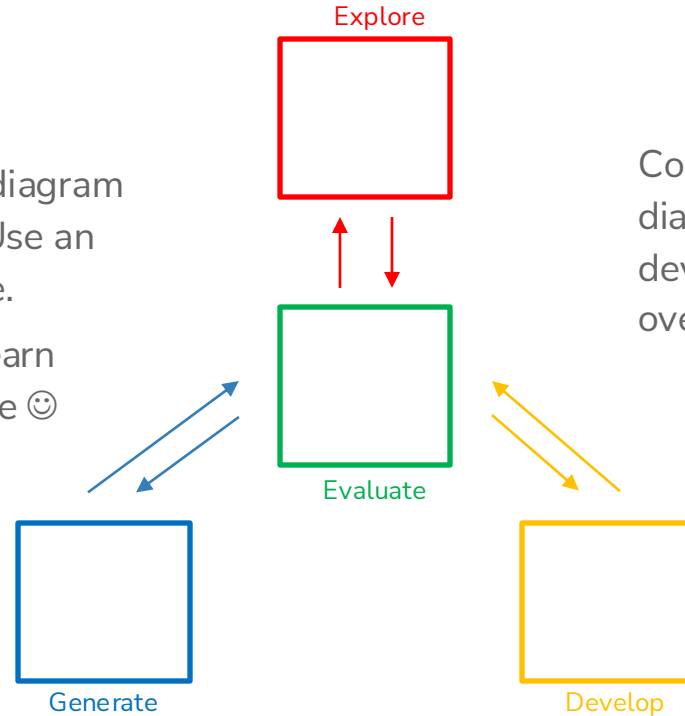 Explore
diagram
Use an
e.
earn
e ☺
Co
dia
dev
ove
Evaluate
Generate
Develop